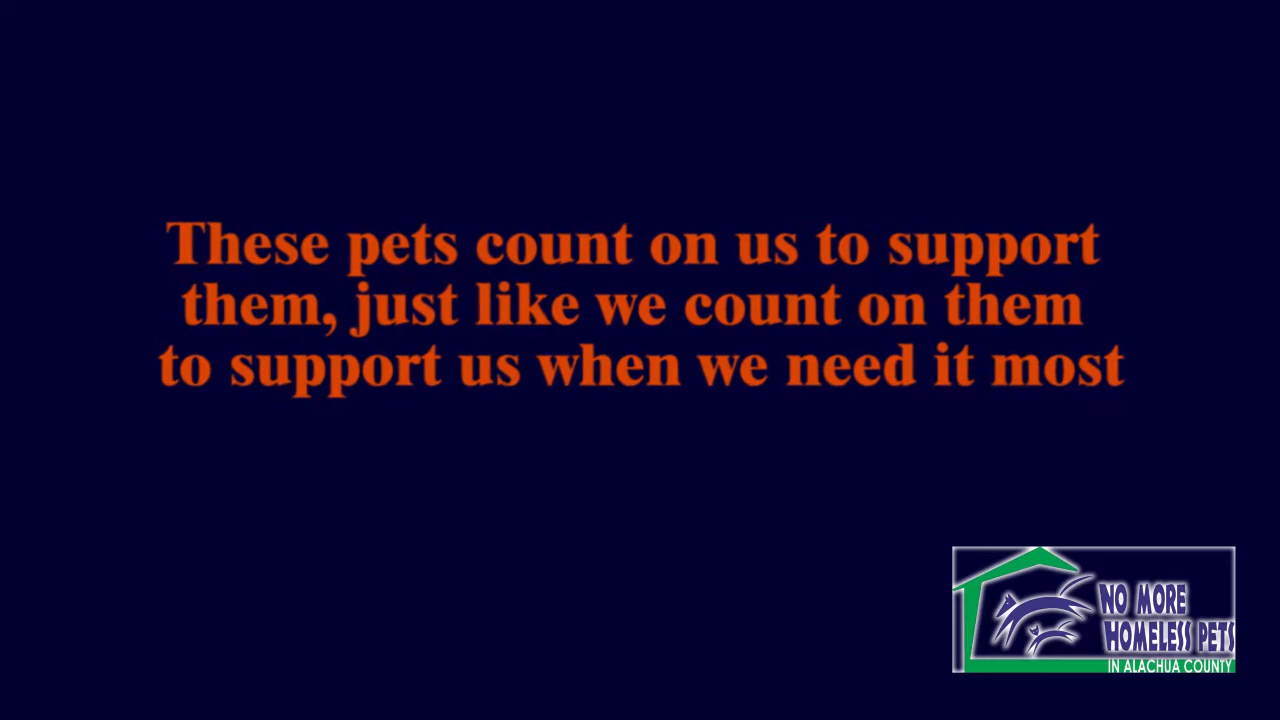 These pets count on us to support
them, just like we count on them
to support us when we need it most
NO MORE
HOMELESS PETS
IN ALACHUA COUNTY